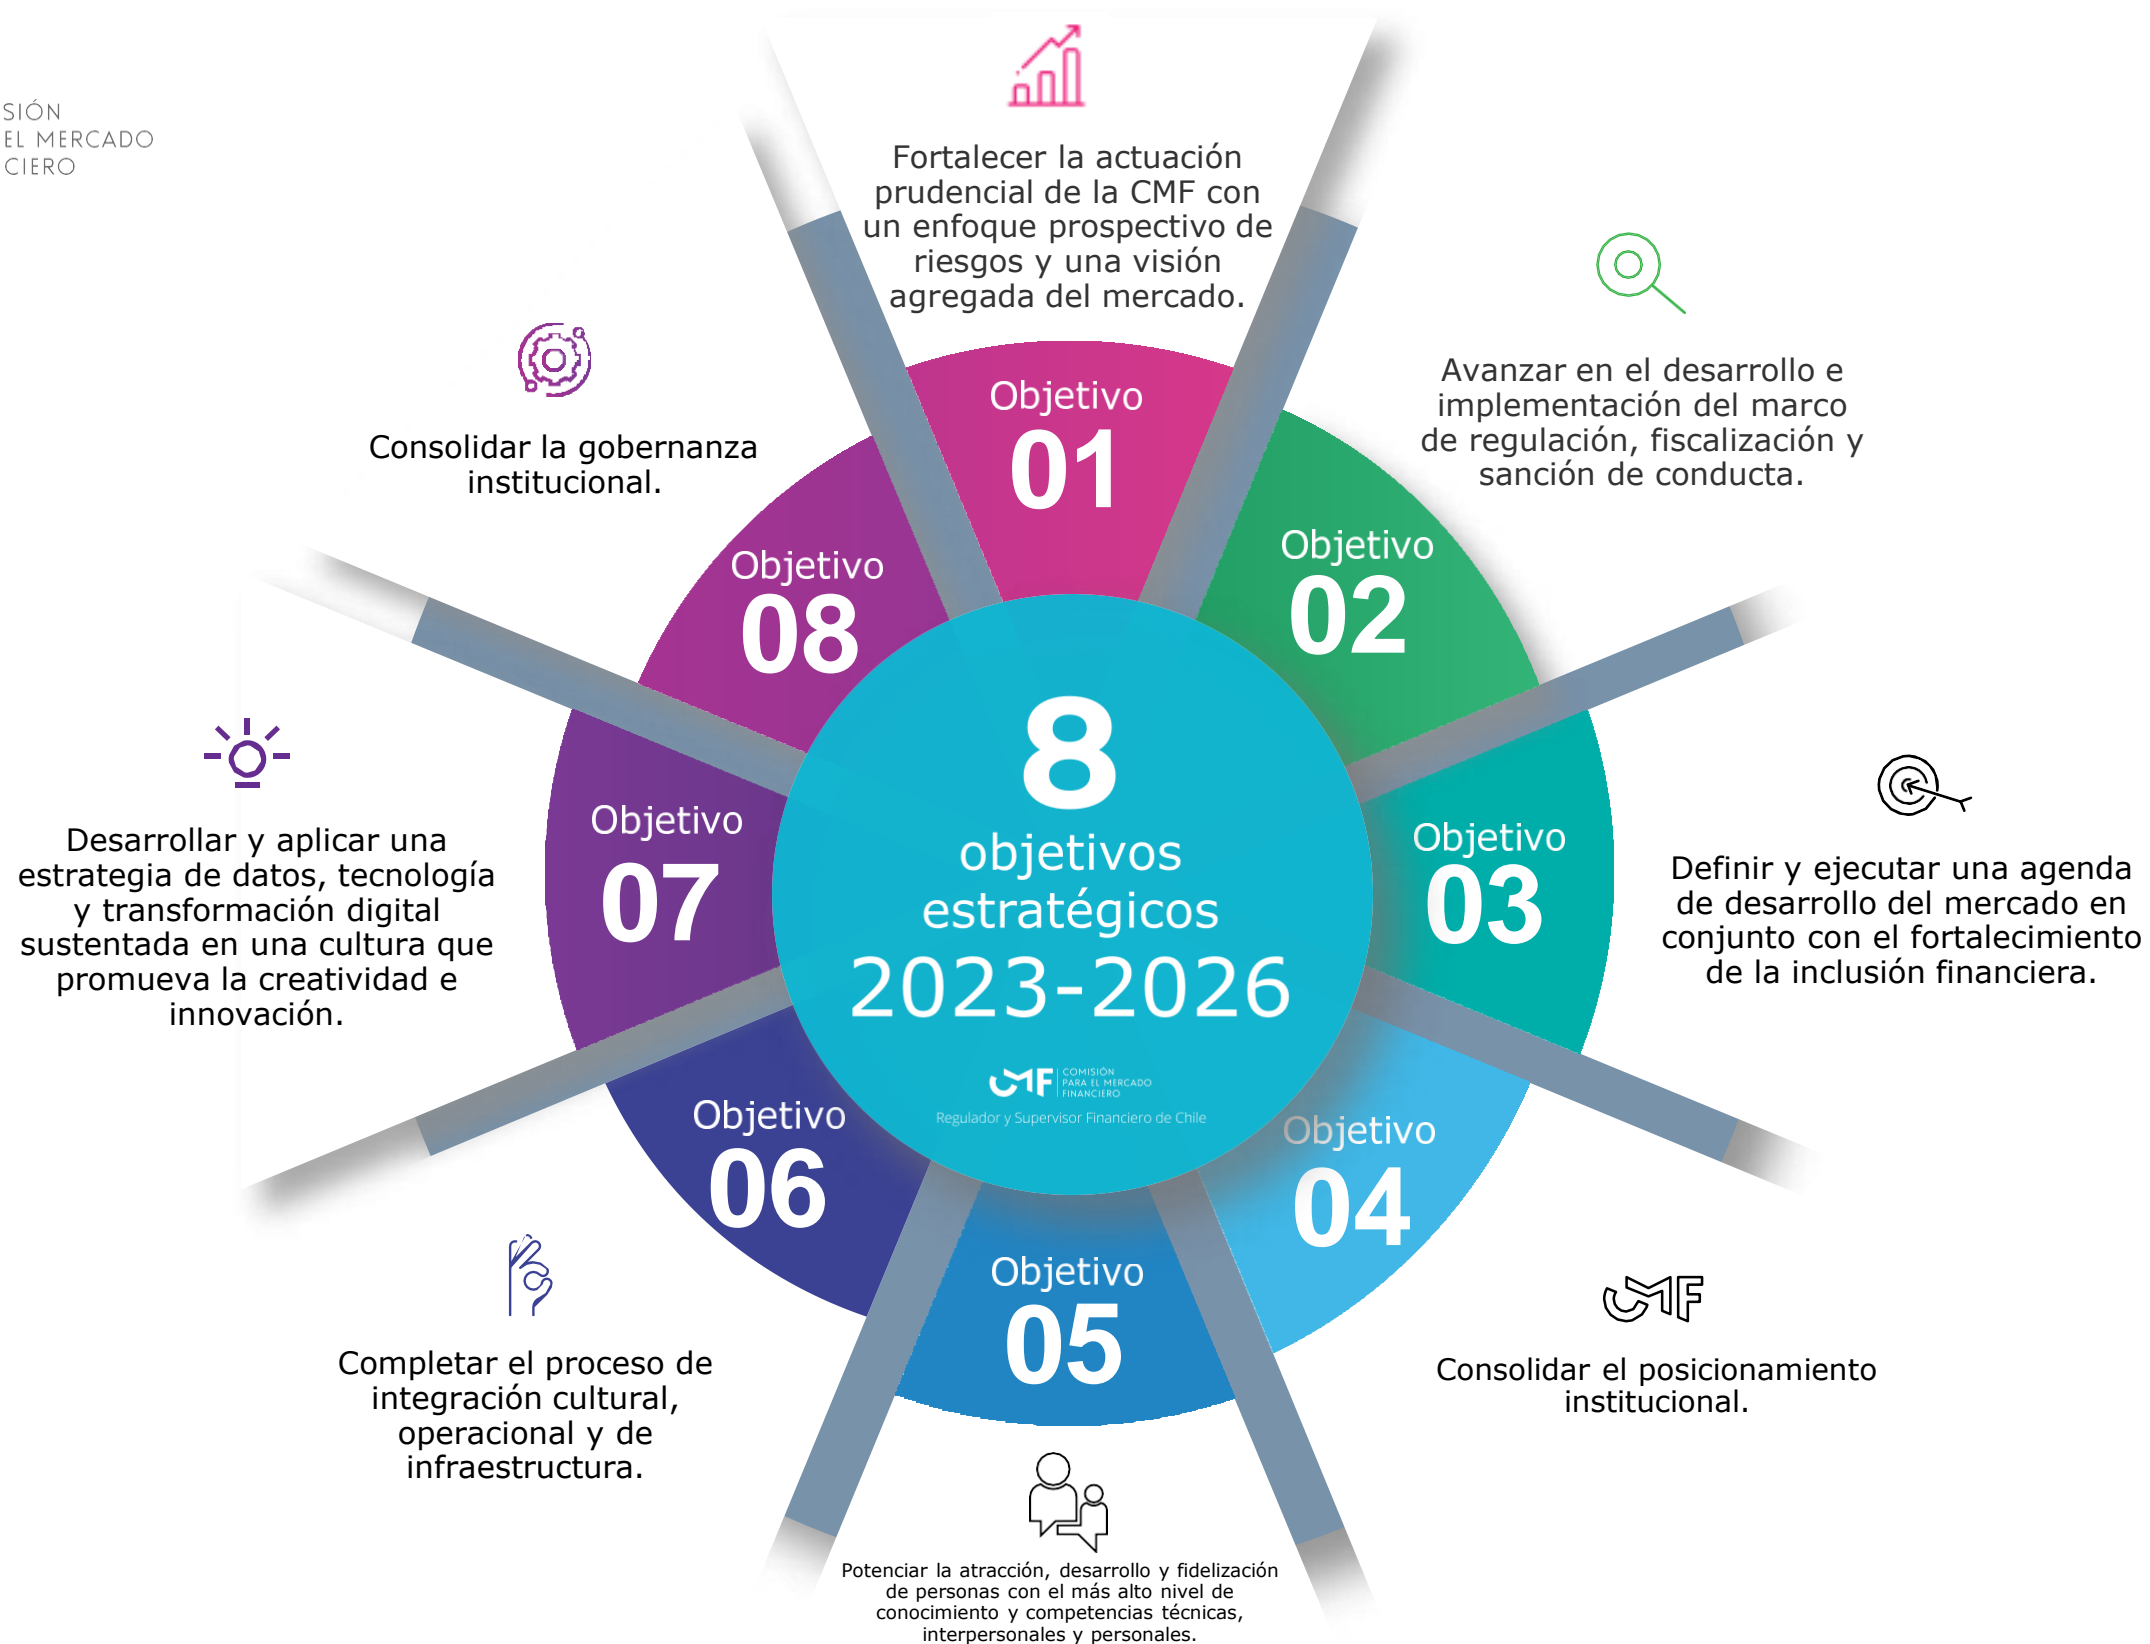 SIÓN
EL MERCADO
CIERO
Fortalecer la actuación
prudencial de la CMF con
un enfoque prospectivo de
riesgos y una visión
agregada del mercado.
Objetivo
01
Avanzar en el desarrollo e
implementación del marco
de regulación, fiscalización y
sanción de conducta.
Objetivo
02
Definir y ejecutar una agenda
de desarrollo del mercado en
conjunto con el fortalecimiento
de la inclusión financiera.
Objetivo
03
Objetivo
04
CMF
Consolidar el posicionamiento
institucional.
Objetivo
05
Potenciar la atracción, desarrollo y fidelización
de personas con el más alto nivel de
conocimiento y competencias técnicas,
interpersonales y personales.
Objetivo
06
Completar el proceso de
integración cultural,
operacional y de
infraestructura.
Objetivo
07
Desarrollar y aplicar una
estrategia de datos, tecnología
y transformación digital
sustentada en una cultura que
promueva la creatividad e
innovación.
Objetivo
08
Consolidar la gobernanza
institucional.
8
objetivos
estratégicos
2023-2026
CMF
COMISIÓN
PARA EL MERCADO
FINANCIERO
Regulador y Supervisor Financiero de Chile